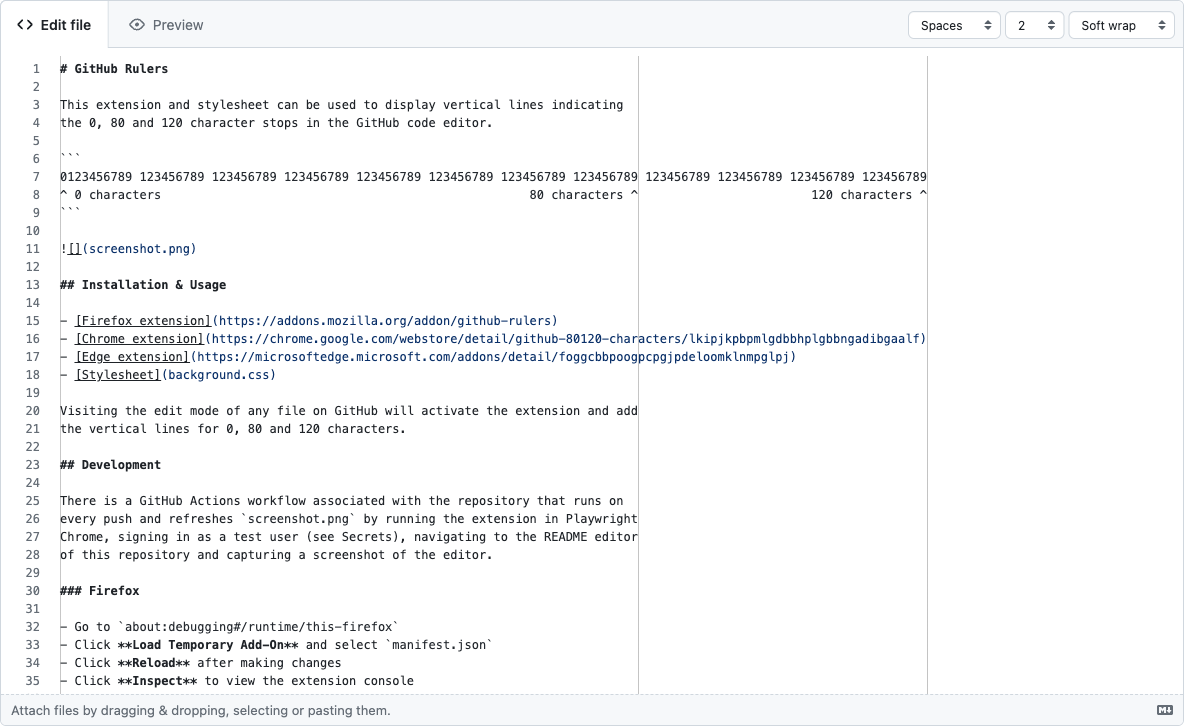 Edit file
Preview
Spaces
2
Soft wrap
1 # GitHub Rulers
2
3 This extension and stylesheet can be used to display vertical lines indicating
4 the 0, 80 and 120 character stops in the GitHub code editor.
5
6 ```
7 0123456789 123456789 123456789 123456789 123456789 123456789 123456789 123456789 123456789 123456789 123456789 123456789
8 ^ 0 characters                                                   80 characters ^                        120 characters ^
9 ```
10
11 ![](screenshot.png)
12
13 ## Installation & Usage
14
15 - [Firefox extension](https://addons.mozilla.org/addon/github-rulers)
16 - [Chrome extension](https://chrome.google.com/webstore/detail/github-80120-characters/lkipjkpbpmlgdbbhplgbbngadibgaalf)
17 - [Edge extension](https://microsoftedge.microsoft.com/addons/detail/foggcbbpoogpcpgjpdeloomklnmpglpj)
18 - [Stylesheet](background.css)
19
20 Visiting the edit mode of any file on GitHub will activate the extension and add
21 the vertical lines for 0, 80 and 120 characters.
22
23 ## Development
24
25 There is a GitHub Actions workflow associated with the repository that runs on
26 every push and refreshes `screenshot.png` by running the extension in Playwright
27 Chrome, signing in as a test user (see Secrets), navigating to the README editor
28 of this repository and capturing a screenshot of the editor.
29
30 ### Firefox
31
32 - Go to `about:debugging#/runtime/this-firefox`
33 - Click **Load Temporary Add-On** and select `manifest.json`
34 - Click **Reload** after making changes
35 - Click **Inspect** to view the extension console
Attach files by dragging & dropping, selecting or pasting them.